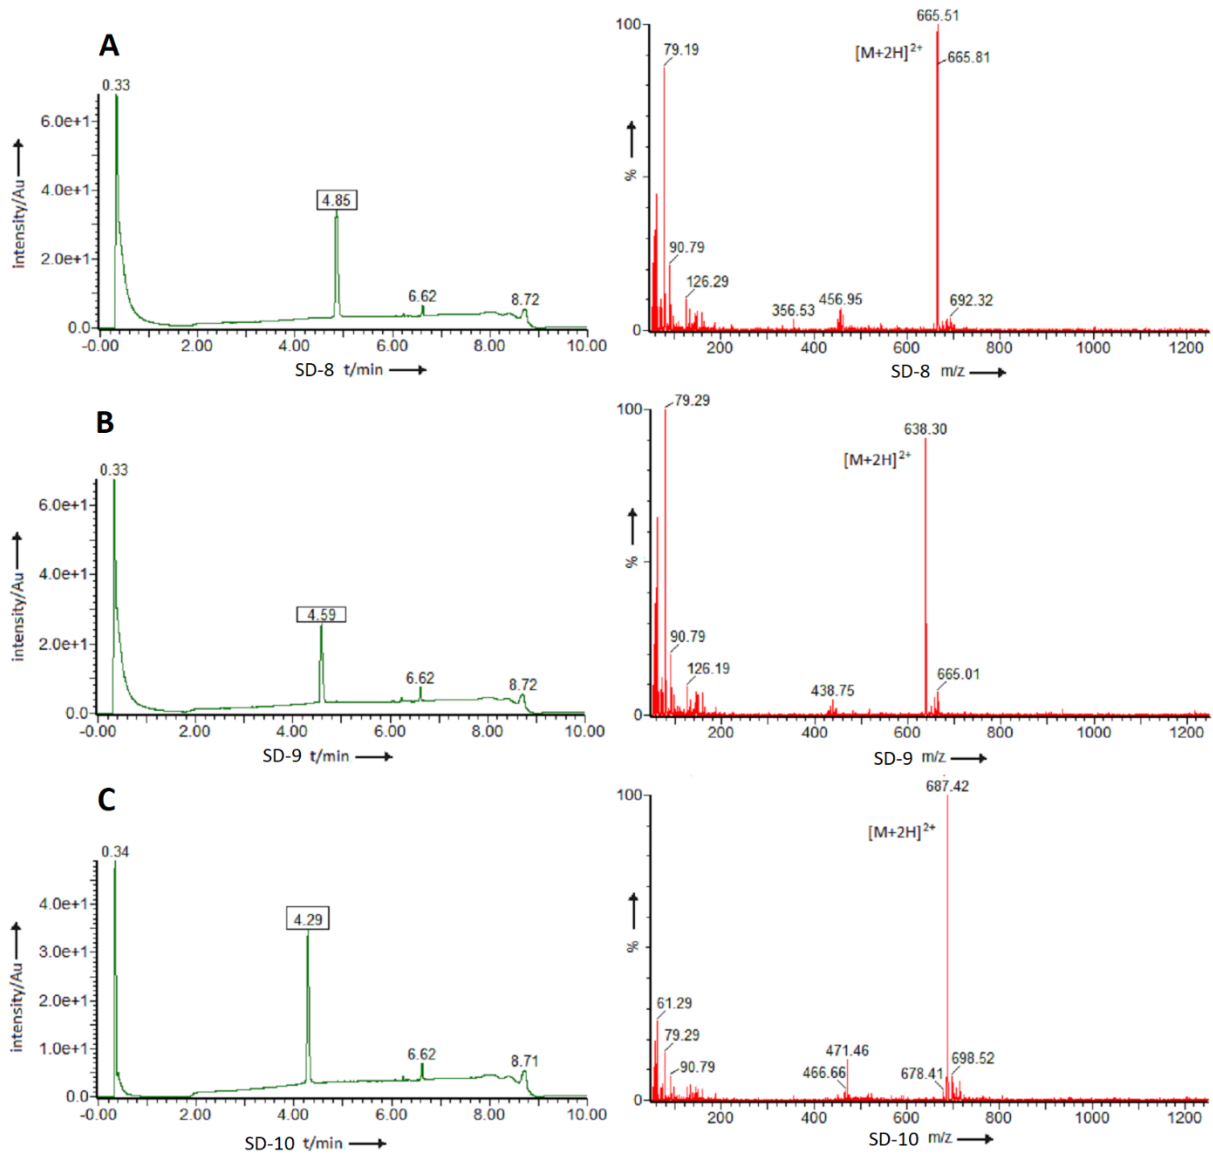 A
0.33
6.0e+1
4.0e+1
2.0e+1
0.0
intensity/Au
4.85
6.62
8.72
-0.00 2.00 4.00 6.00 8.00 10.00
SD-8 t/min
665.51
100
79.19
[M+2H]2+
665.81
%
90.79
126.29
356.53
456.95
692.32
0
200 400 600 800 1000 1200
SD-8 m/z
B
0.33
6.0e+1
4.0e+1
2.0e+1
0.0
intensity/Au
4.59
6.62
8.72
-0.00 2.00 4.00 6.00 8.00 10.00
SD-9 t/min
100
79.29
638.30
[M+2H]2+
%
90.79
126.19
438.75
665.01
0
200 400 600 800 1000 1200
SD-9 m/z
C
0.34
4.0e+1
3.0e+1
2.0e+1
1.0e+1
0.0
intensity/Au
4.29
6.62
8.71
-0.00 2.00 4.00 6.00 8.00 10.00
SD-10 t/min
687.42
100
[M+2H]2+
%
61.29
79.29
90.79
471.46
466.66
678.41
698.52
0
200 400 600 800 1000 1200
SD-10 m/z